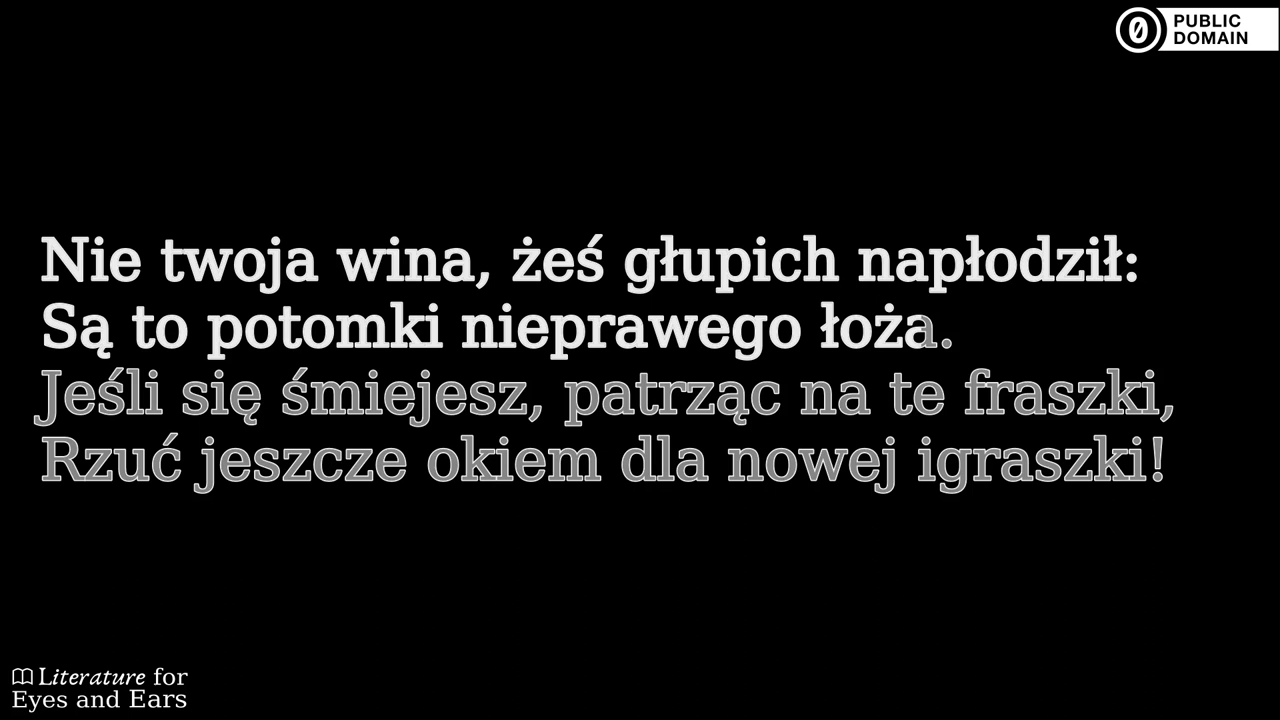 PUBLIC
DOMAIN
Nie twoja wina, żeś głupich napłodził:
Są to potomki nieprawego łoża.
Jeśli się śmiejesz, patrząc na te fraszki,
Rzuć jeszcze okiem dla nowej igraszki!
Literature for
Eyes and Ears